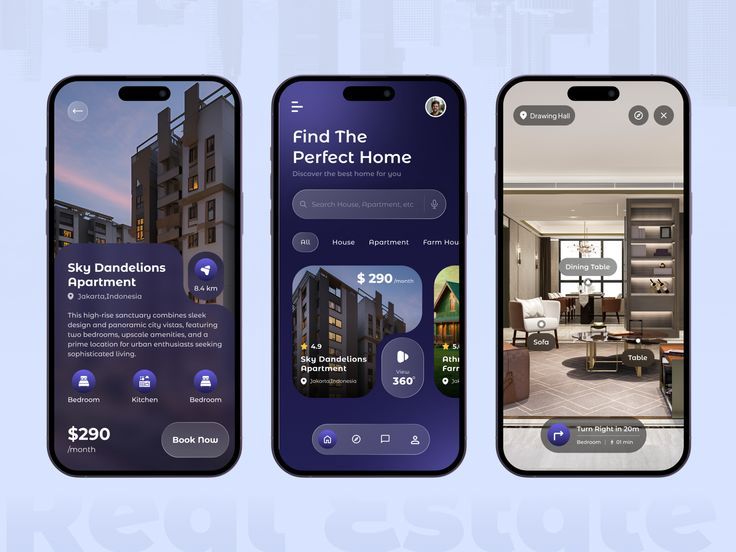 Sky Dandelions
Apartment
Jakarta,Indonesia
8.4 km
This high-rise sanctuary combines sleek
design and panoramic city vistas, featuring
two bedrooms, upscale amenities, and a
prime location for urban enthusiasts seeking
sophisticated living.
Bedroom
Kitchen
Bedroom
$290
/month
Book Now
Find The
Perfect Home
Discover the best home for you
Search House, Apartment, etc
All House Apartment Farm Hou
$ 290 /month
4.9
Sky Dandelions
Apartment
Jakarta,Indonesia
View
360°
5.
Ath
Farr
Drawing Hall
Dining Table
Sofa
Table
Turn Right in 20m
Bedroom | 01 min
Real Estate